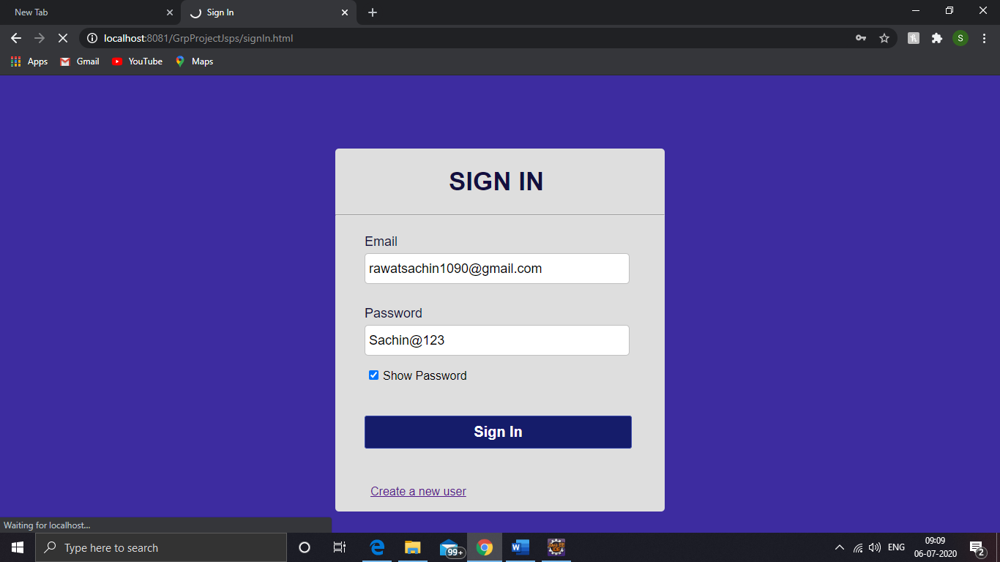 New Tab
Sign In
localhost:8081/GrpProjectJsps/signIn.html
S
Apps
Gmail
YouTube
Maps
SIGN IN
Email
rawatsachin1090@gmail.com
Password
Sachin@123
Show Password
Sign In
Create a new user
Waiting for localhost...
Type here to search
99+
W
ENG
09:09
06-07-2020
2